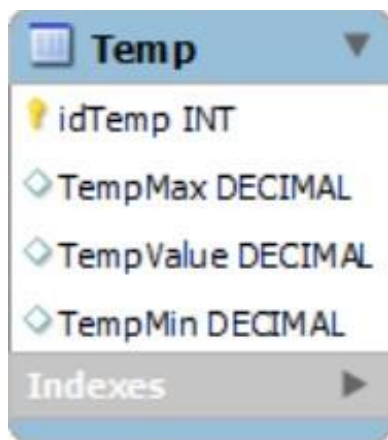 Temp
idTemp INT
TempMax DECIMAL
TempValue DECIMAL
TempMin DECIMAL
Indexes